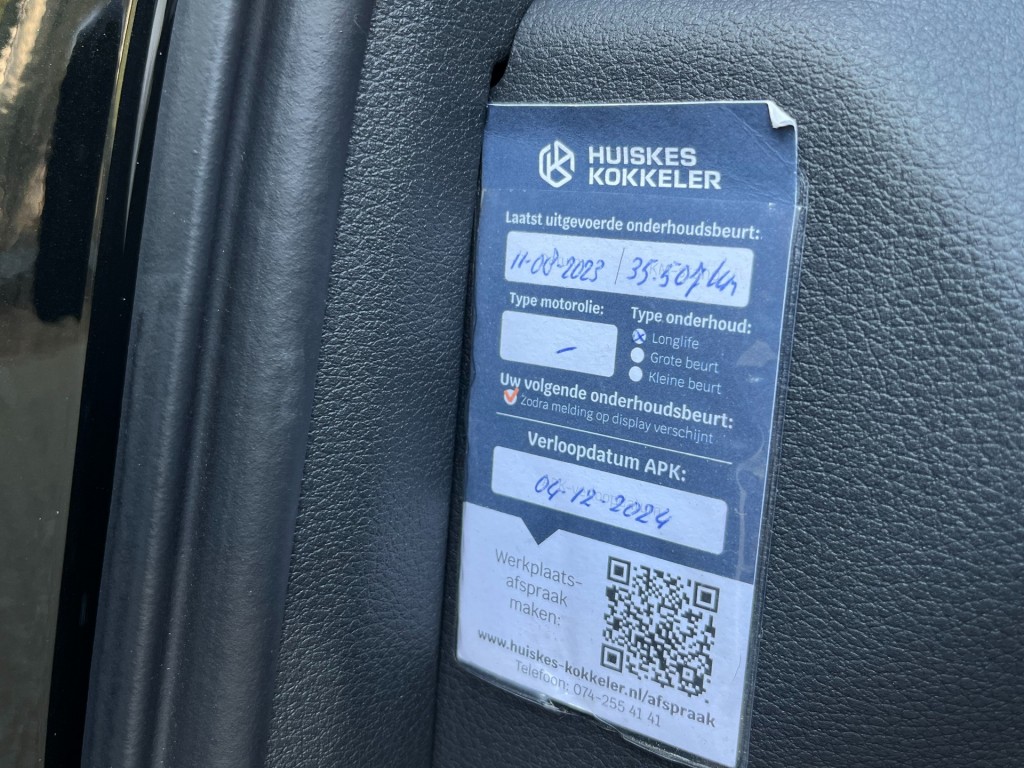 HUISKES
KOKKELER
Laatst uitgevoerde onderhoudsbeurt:
11-08-2023 | 35.507 km
Type motorolie:
-
Type onderhoud:
Longlife
Grote beurt
Kleine beurt
Uw volgende onderhoudsbeurt:
Zodra melding op display verschijnt
Verloopdatum APK:
04-12-2024
Werkplaats-
afspraak
maken:
www.huiskes-kokkeler.nl/afspraak
Telefoon: 074-255 41 41